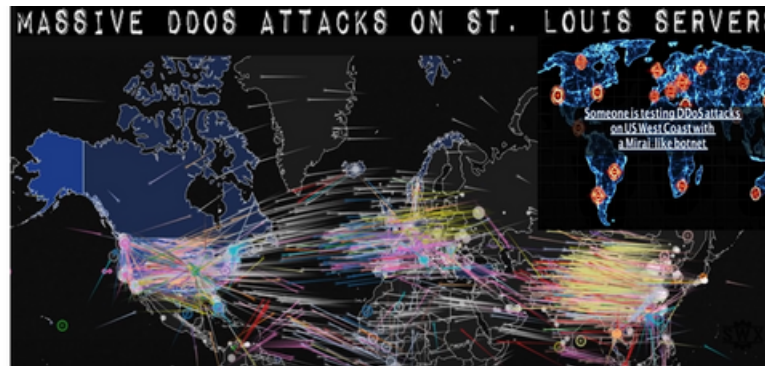 MASSIVE DDOS ATTACKS ON ST. LOUIS SERVERS
Someone is testing DDoS attacks
on US West Coast with
a Mirai-like botnet